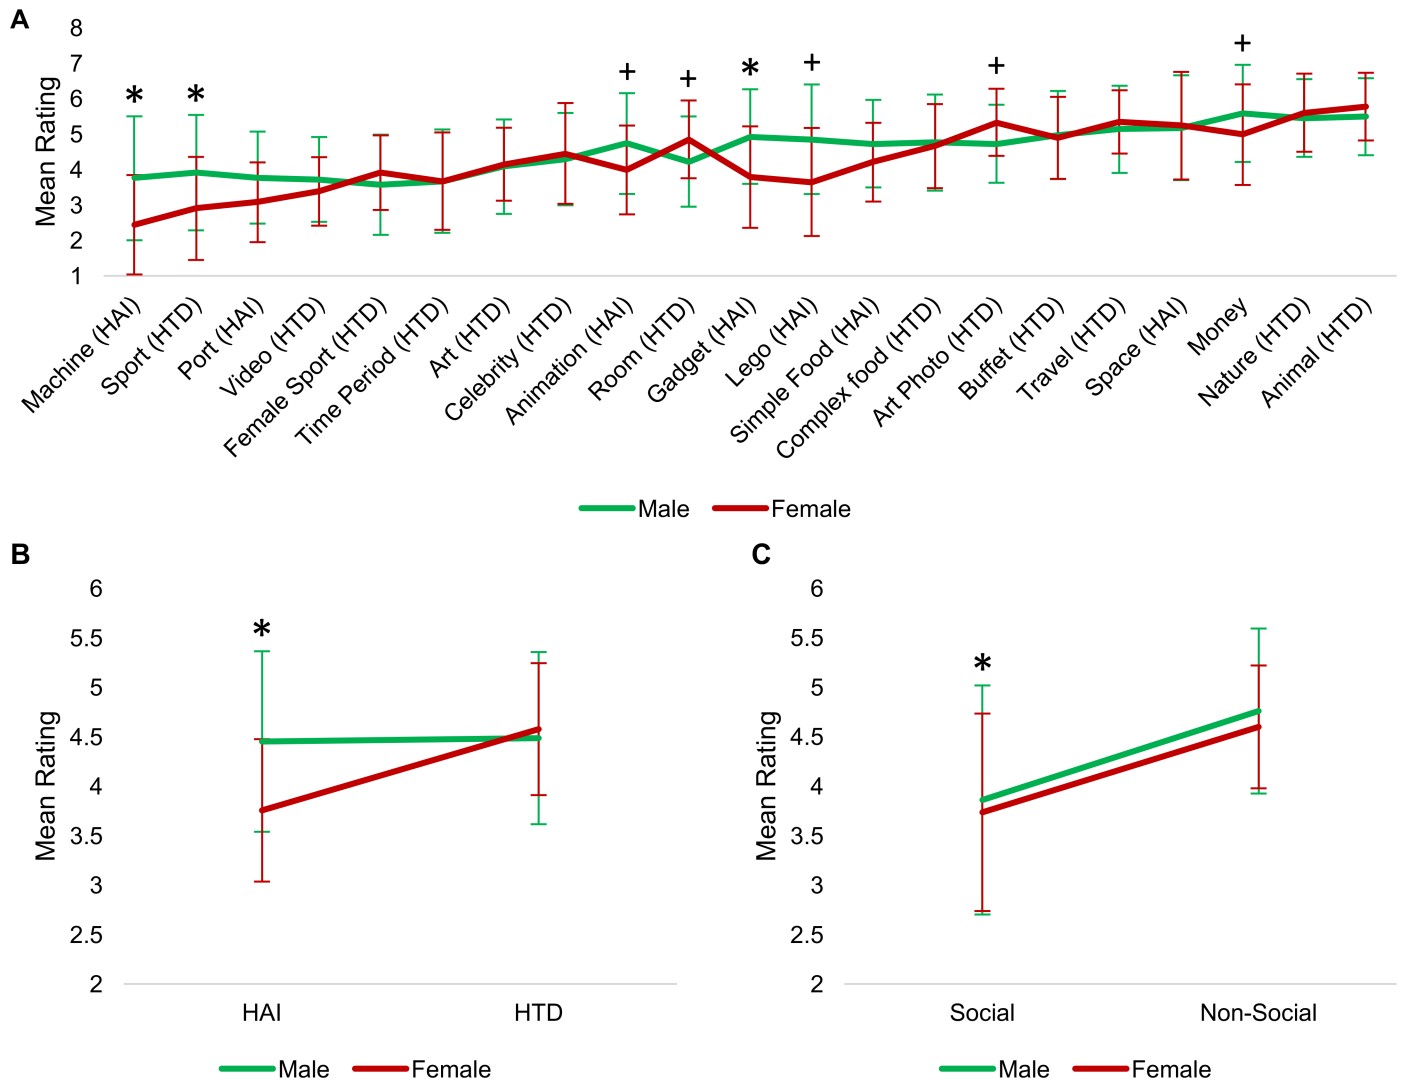 A
8
7
6
5
4
3
2
1
Mean Rating
* * + + * + + +
Machine (HAI)
Sport (HTD)
Port (HAI)
Video (HTD)
Female Sport (HTD)
Time Period (HTD)
Art (HTD)
Celebrity (HTD)
Animation (HAI)
Room (HTD)
Gadget (HAI)
Lego (HAI)
Simple Food (HAI)
Complex food (HTD)
Art Photo (HTD)
Buffet (HTD)
Travel (HTD)
Space (HAI)
Money
Nature (HTD)
Animal (HTD)
Male Female
B
6
5.5
5
4.5
4
3.5
3
2.5
2
Mean Rating
*
HAI HTD
Male Female
C
6
5.5
5
4.5
4
3.5
3
2.5
2
Mean Rating
*
Social Non-Social
Male Female